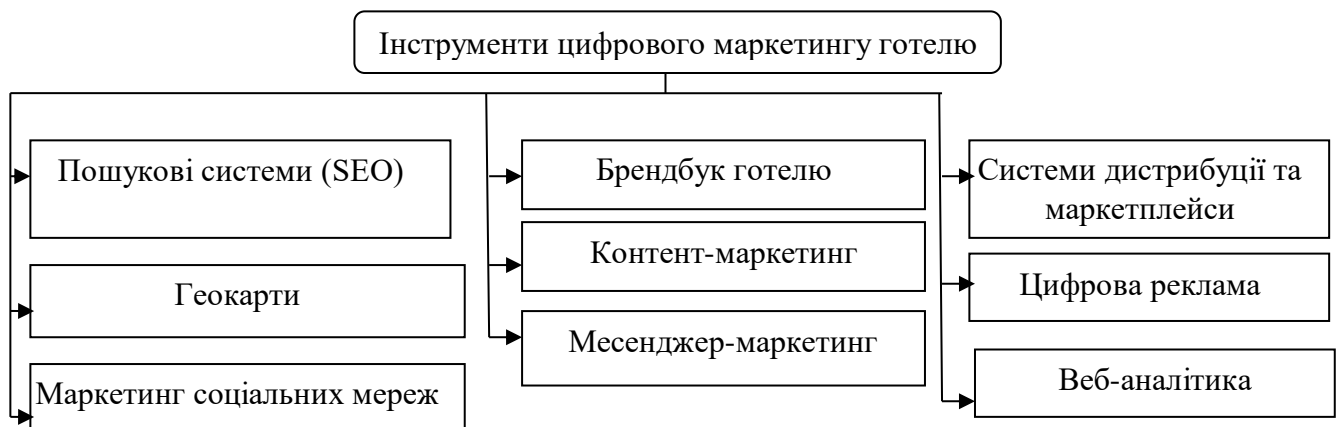 Інструменти цифрового маркетингу готелю
Пошукові системи (SEO)
Геокарти
Маркетинг соціальних мереж
Брендбук готелю
Контент-маркетинг
Месенджер-маркетинг
Системи дистрибуції та
маркетплейси
Цифрова реклама
Веб-аналітика